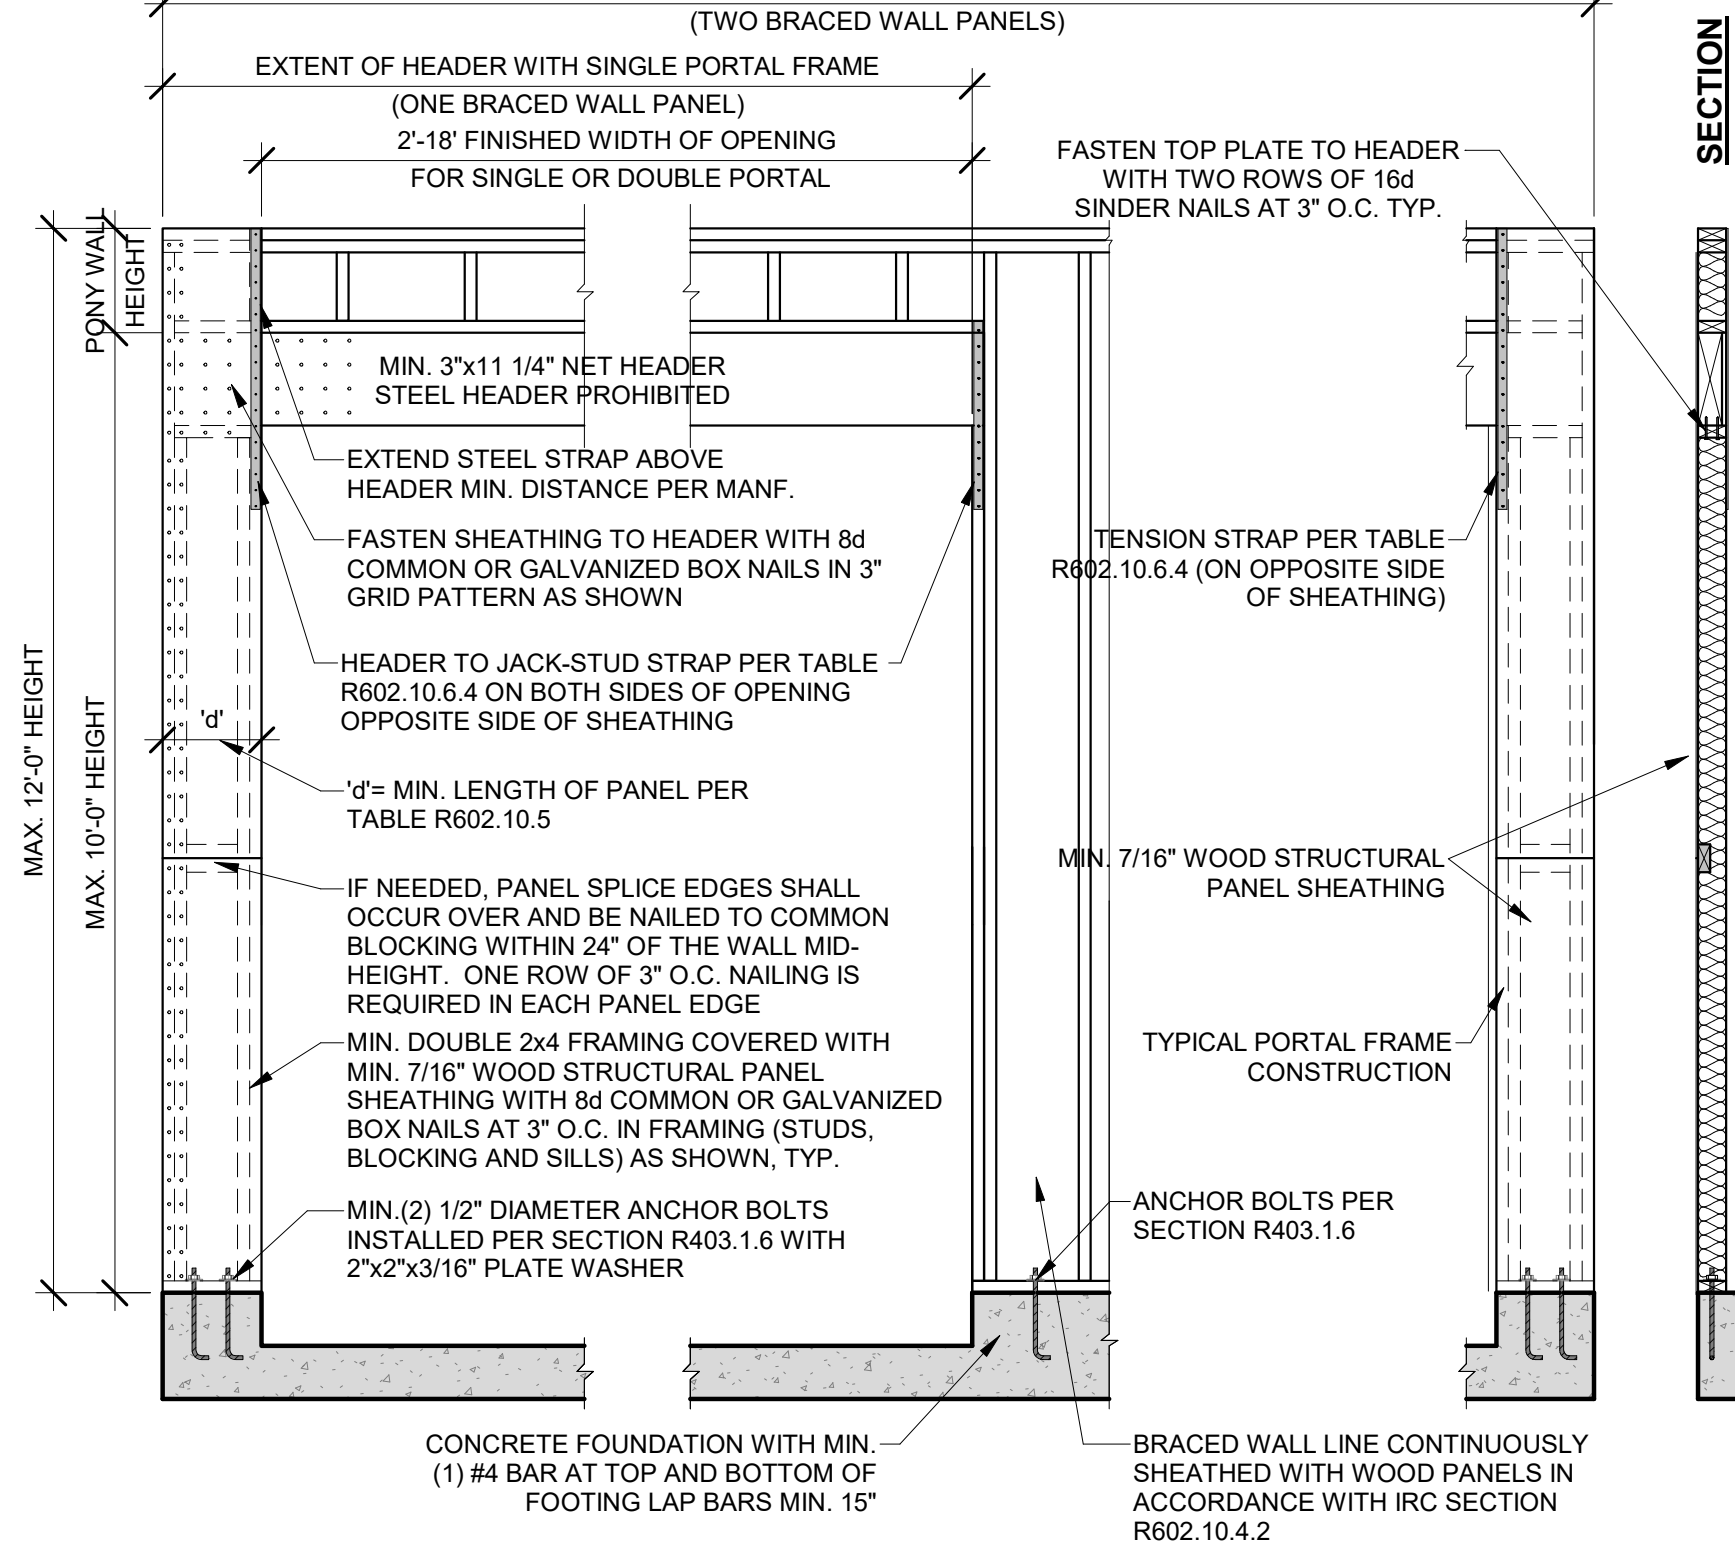 (TWO BRACED WALL PANELS)
EXTENT OF HEADER WITH SINGLE PORTAL FRAME
(ONE BRACED WALL PANEL)
2'-18' FINISHED WIDTH OF OPENING
FOR SINGLE OR DOUBLE PORTAL
SECTION
FASTEN TOP PLATE TO HEADER
WITH TWO ROWS OF 16d
SINDER NAILS AT 3" O.C. TYP.
PONY WALL
HEIGHT
MIN. 3"x11 1/4" NET HEADER
STEEL HEADER PROHIBITED
EXTEND STEEL STRAP ABOVE
HEADER MIN. DISTANCE PER MANF.
FASTEN SHEATHING TO HEADER WITH 8d
COMMON OR GALVANIZED BOX NAILS IN 3"
GRID PATTERN AS SHOWN
TENSION STRAP PER TABLE
R602.10.6.4 (ON OPPOSITE SIDE
OF SHEATHING)
HEADER TO JACK-STUD STRAP PER TABLE
R602.10.6.4 ON BOTH SIDES OF OPENING
OPPOSITE SIDE OF SHEATHING
MAX. 12'-0" HEIGHT
MAX. 10'-0" HEIGHT
'd'
'd'= MIN. LENGTH OF PANEL PER
TABLE R602.10.5
MIN. 7/16" WOOD STRUCTURAL
PANEL SHEATHING
IF NEEDED, PANEL SPLICE EDGES SHALL
OCCUR OVER AND BE NAILED TO COMMON
BLOCKING WITHIN 24" OF THE WALL MID-
HEIGHT. ONE ROW OF 3" O.C. NAILING IS
REQUIRED IN EACH PANEL EDGE
MIN. DOUBLE 2x4 FRAMING COVERED WITH
MIN. 7/16" WOOD STRUCTURAL PANEL
SHEATHING WITH 8d COMMON OR GALVANIZED
BOX NAILS AT 3" O.C. IN FRAMING (STUDS,
BLOCKING AND SILLS) AS SHOWN, TYP.
TYPICAL PORTAL FRAME
CONSTRUCTION
MIN.(2) 1/2" DIAMETER ANCHOR BOLTS
INSTALLED PER SECTION R403.1.6 WITH
2"x2"x3/16" PLATE WASHER
ANCHOR BOLTS PER
SECTION R403.1.6
CONCRETE FOUNDATION WITH MIN.
(1) #4 BAR AT TOP AND BOTTOM OF
FOOTING LAP BARS MIN. 15"
BRACED WALL LINE CONTINUOUSLY
SHEATHED WITH WOOD PANELS IN
ACCORDANCE WITH IRC SECTION
R602.10.4.2